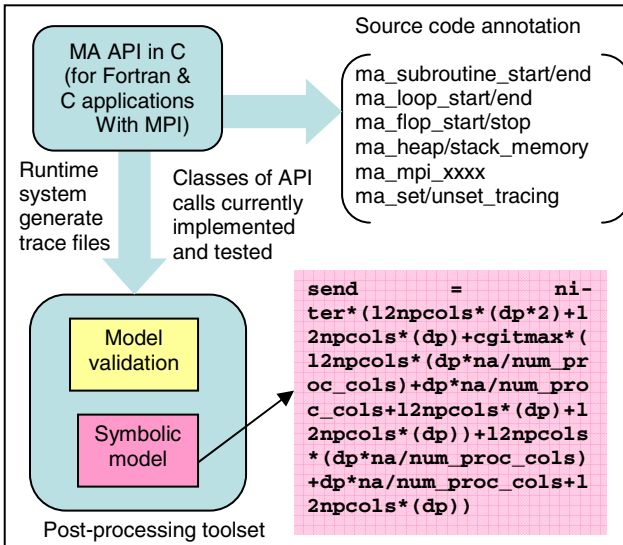 Source code annotation
MA API in C
(for Fortran &
C applications
With MPI)
ma_subroutine_start/end
ma_loop_start/end
ma_flop_start/stop
ma_heap/stack_memory
ma_mpi_xxxx
ma_set/unset_tracing
Runtime
system
generate
trace files
Classes of API
calls currently
implemented
and tested
Model
validation
Symbolic
model
Post-processing toolset
send = ni-
ter*(l2npcols*(dp*2)+l
2npcols*(dp)+cgitmax*(
l2npcols*(dp*na/num_pr
oc_cols)+dp*na/num_pro
c_cols+l2npcols*(dp)+l
2npcols*(dp))+l2npcols
*(dp*na/num_proc_cols)
+dp*na/num_proc_cols+l
2npcols*(dp))